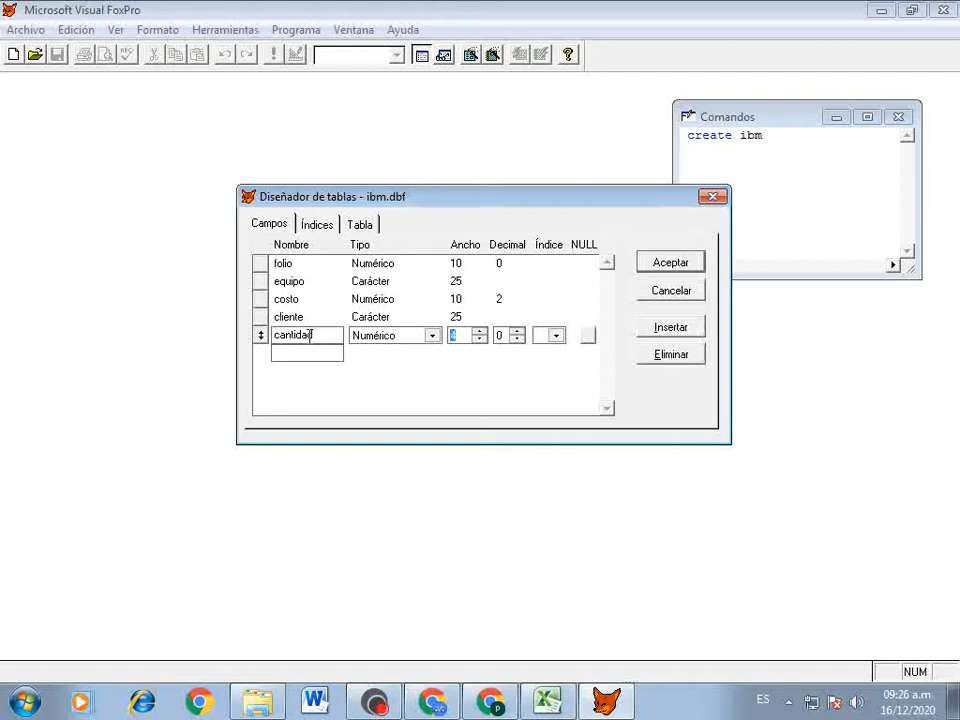 Microsoft Visual FoxPro
Archivo Edición Ver Formato Herramientas Programa Ventana Ayuda
Comandos
create ibm
Diseñador de tablas - ibm.dbf
Campos Índices Tabla
Nombre Tipo Ancho Decimal Índice NULL
folio Numérico 10 0
equipo Carácter 25
costo Numérico 10 2
cliente Carácter 25
cantidad Numérico 4 0
Aceptar
Cancelar
Insertar
Eliminar
NUM
ES
09:26 a.m.
16/12/2020